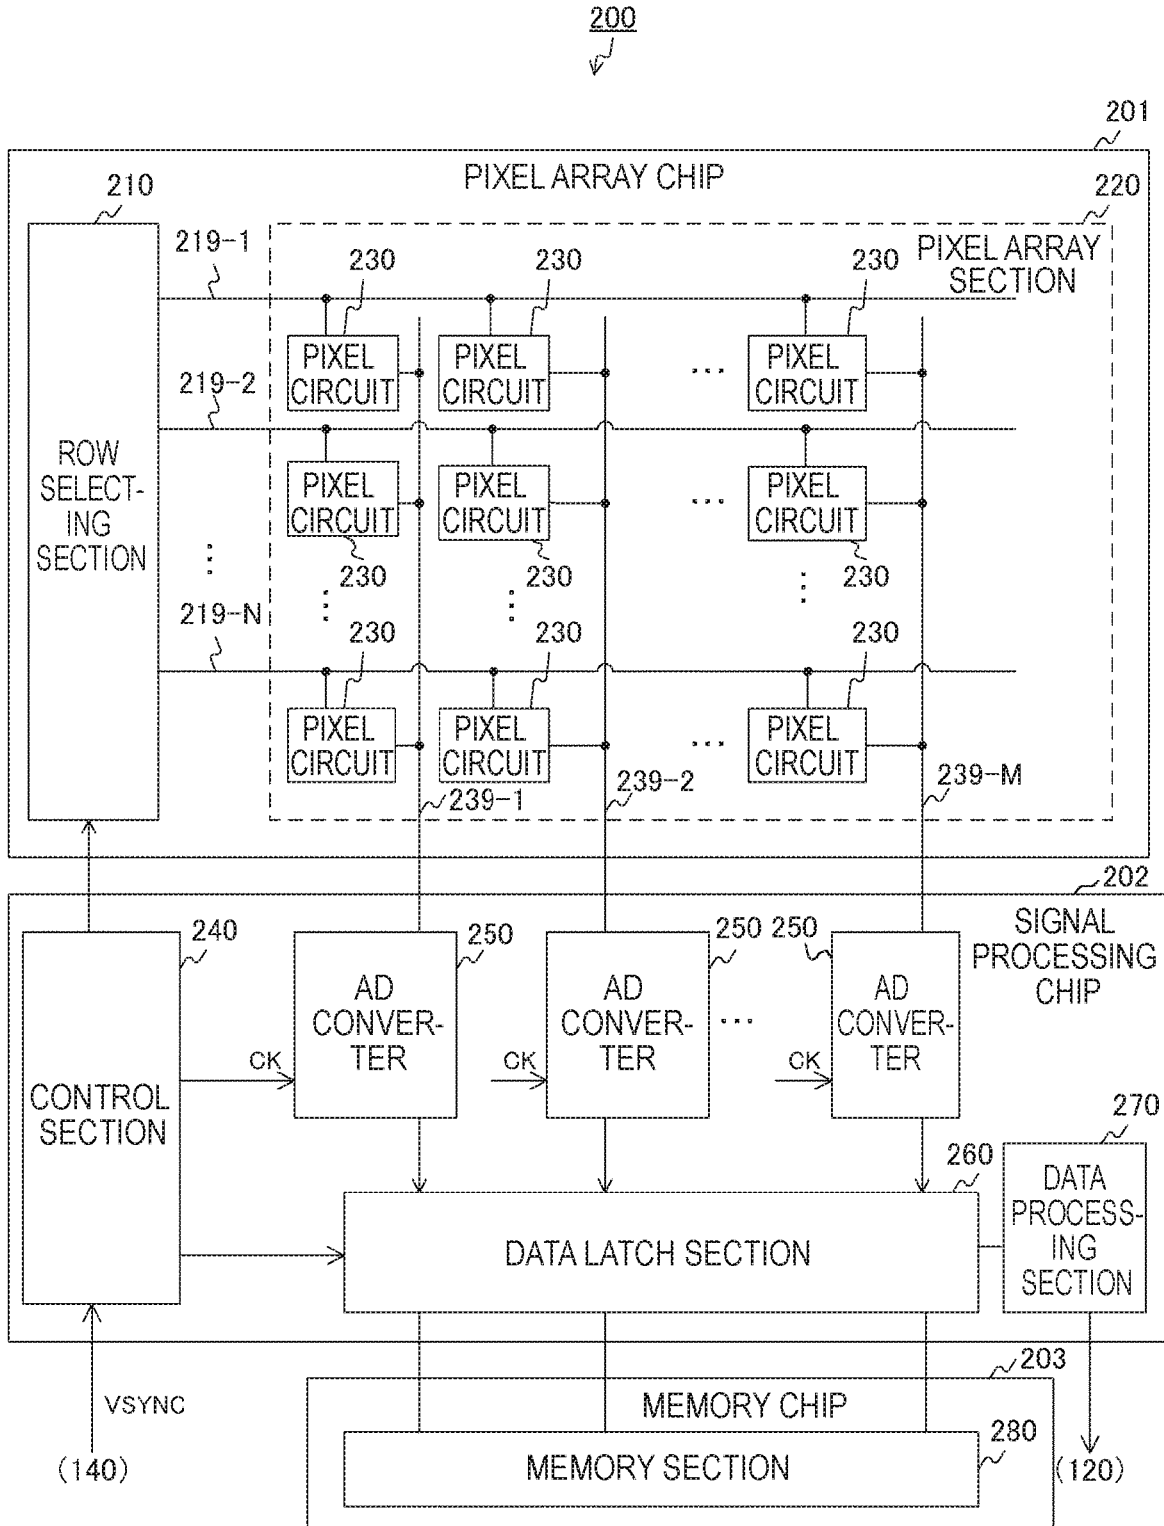 200
201
PIXEL ARRAY CHIP
210
220
219-1
PIXEL ARRAY
SECTION
230 230 230
PIXEL
CIRCUIT
PIXEL
CIRCUIT
...
PIXEL
CIRCUIT
219-2
ROW
SELECT-
ING
SECTION
PIXEL
CIRCUIT
PIXEL
CIRCUIT
...
PIXEL
CIRCUIT
230 230 230
219-N
230 230 230
PIXEL
CIRCUIT
PIXEL
CIRCUIT
...
PIXEL
CIRCUIT
239-1 239-2 239-M
202
SIGNAL
PROCESSING
CHIP
240
250 250 250
AD
CONVER-
TER
AD
CONVER-
TER
...
AD
CONVER-
TER
CK CK CK
CONTROL
SECTION
270
260
DATA
PROCESS-
ING
SECTION
DATA LATCH SECTION
203
VSYNC
MEMORY CHIP
280
MEMORY SECTION
(140)
(120)